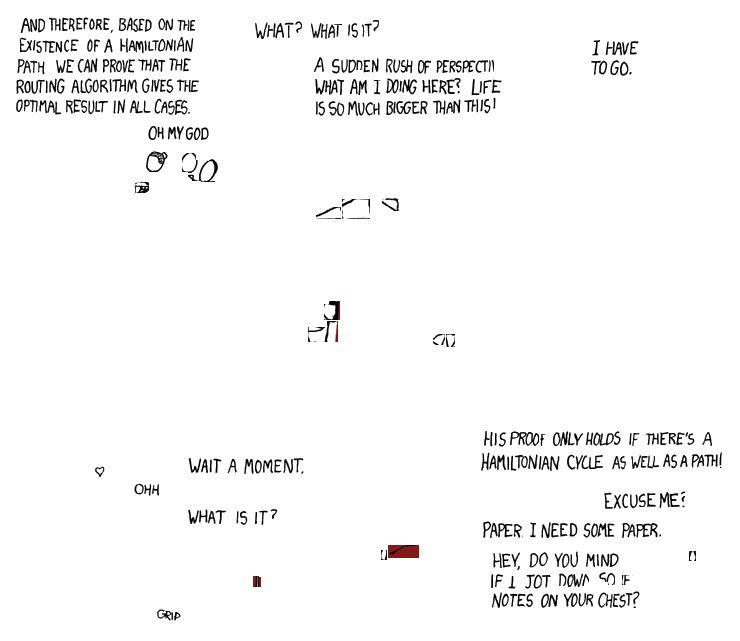 AND THEREFORE, BASED ON THE
EXISTENCE OF A HAMILTONIAN
PATH WE CAN PROVE THAT THE
ROUTING ALGORITHM GIVES THE
OPTIMAL RESULT IN ALL CASES.
OH MY GOD
WHAT? WHAT IS IT?
A SUDDEN RUSH OF
WHAT AM I DOING HERE? LIFE
IS SO MUCH BIGGER THAN THIS!
I HAVE
TO GO.
OHH
WAIT A MOMENT.
WHAT IS IT?
GRIP
HIS PROOF ONLY HOLDS IF THERE'S A
HAMILTONIAN CYCLE AS WELL AS A PATH!
EXCUSE ME?
PAPER. I NEED SOME PAPER.
HEY, DO YOU MIND
IF I JOT DOWN
NOTES ON YOUR CHEST?